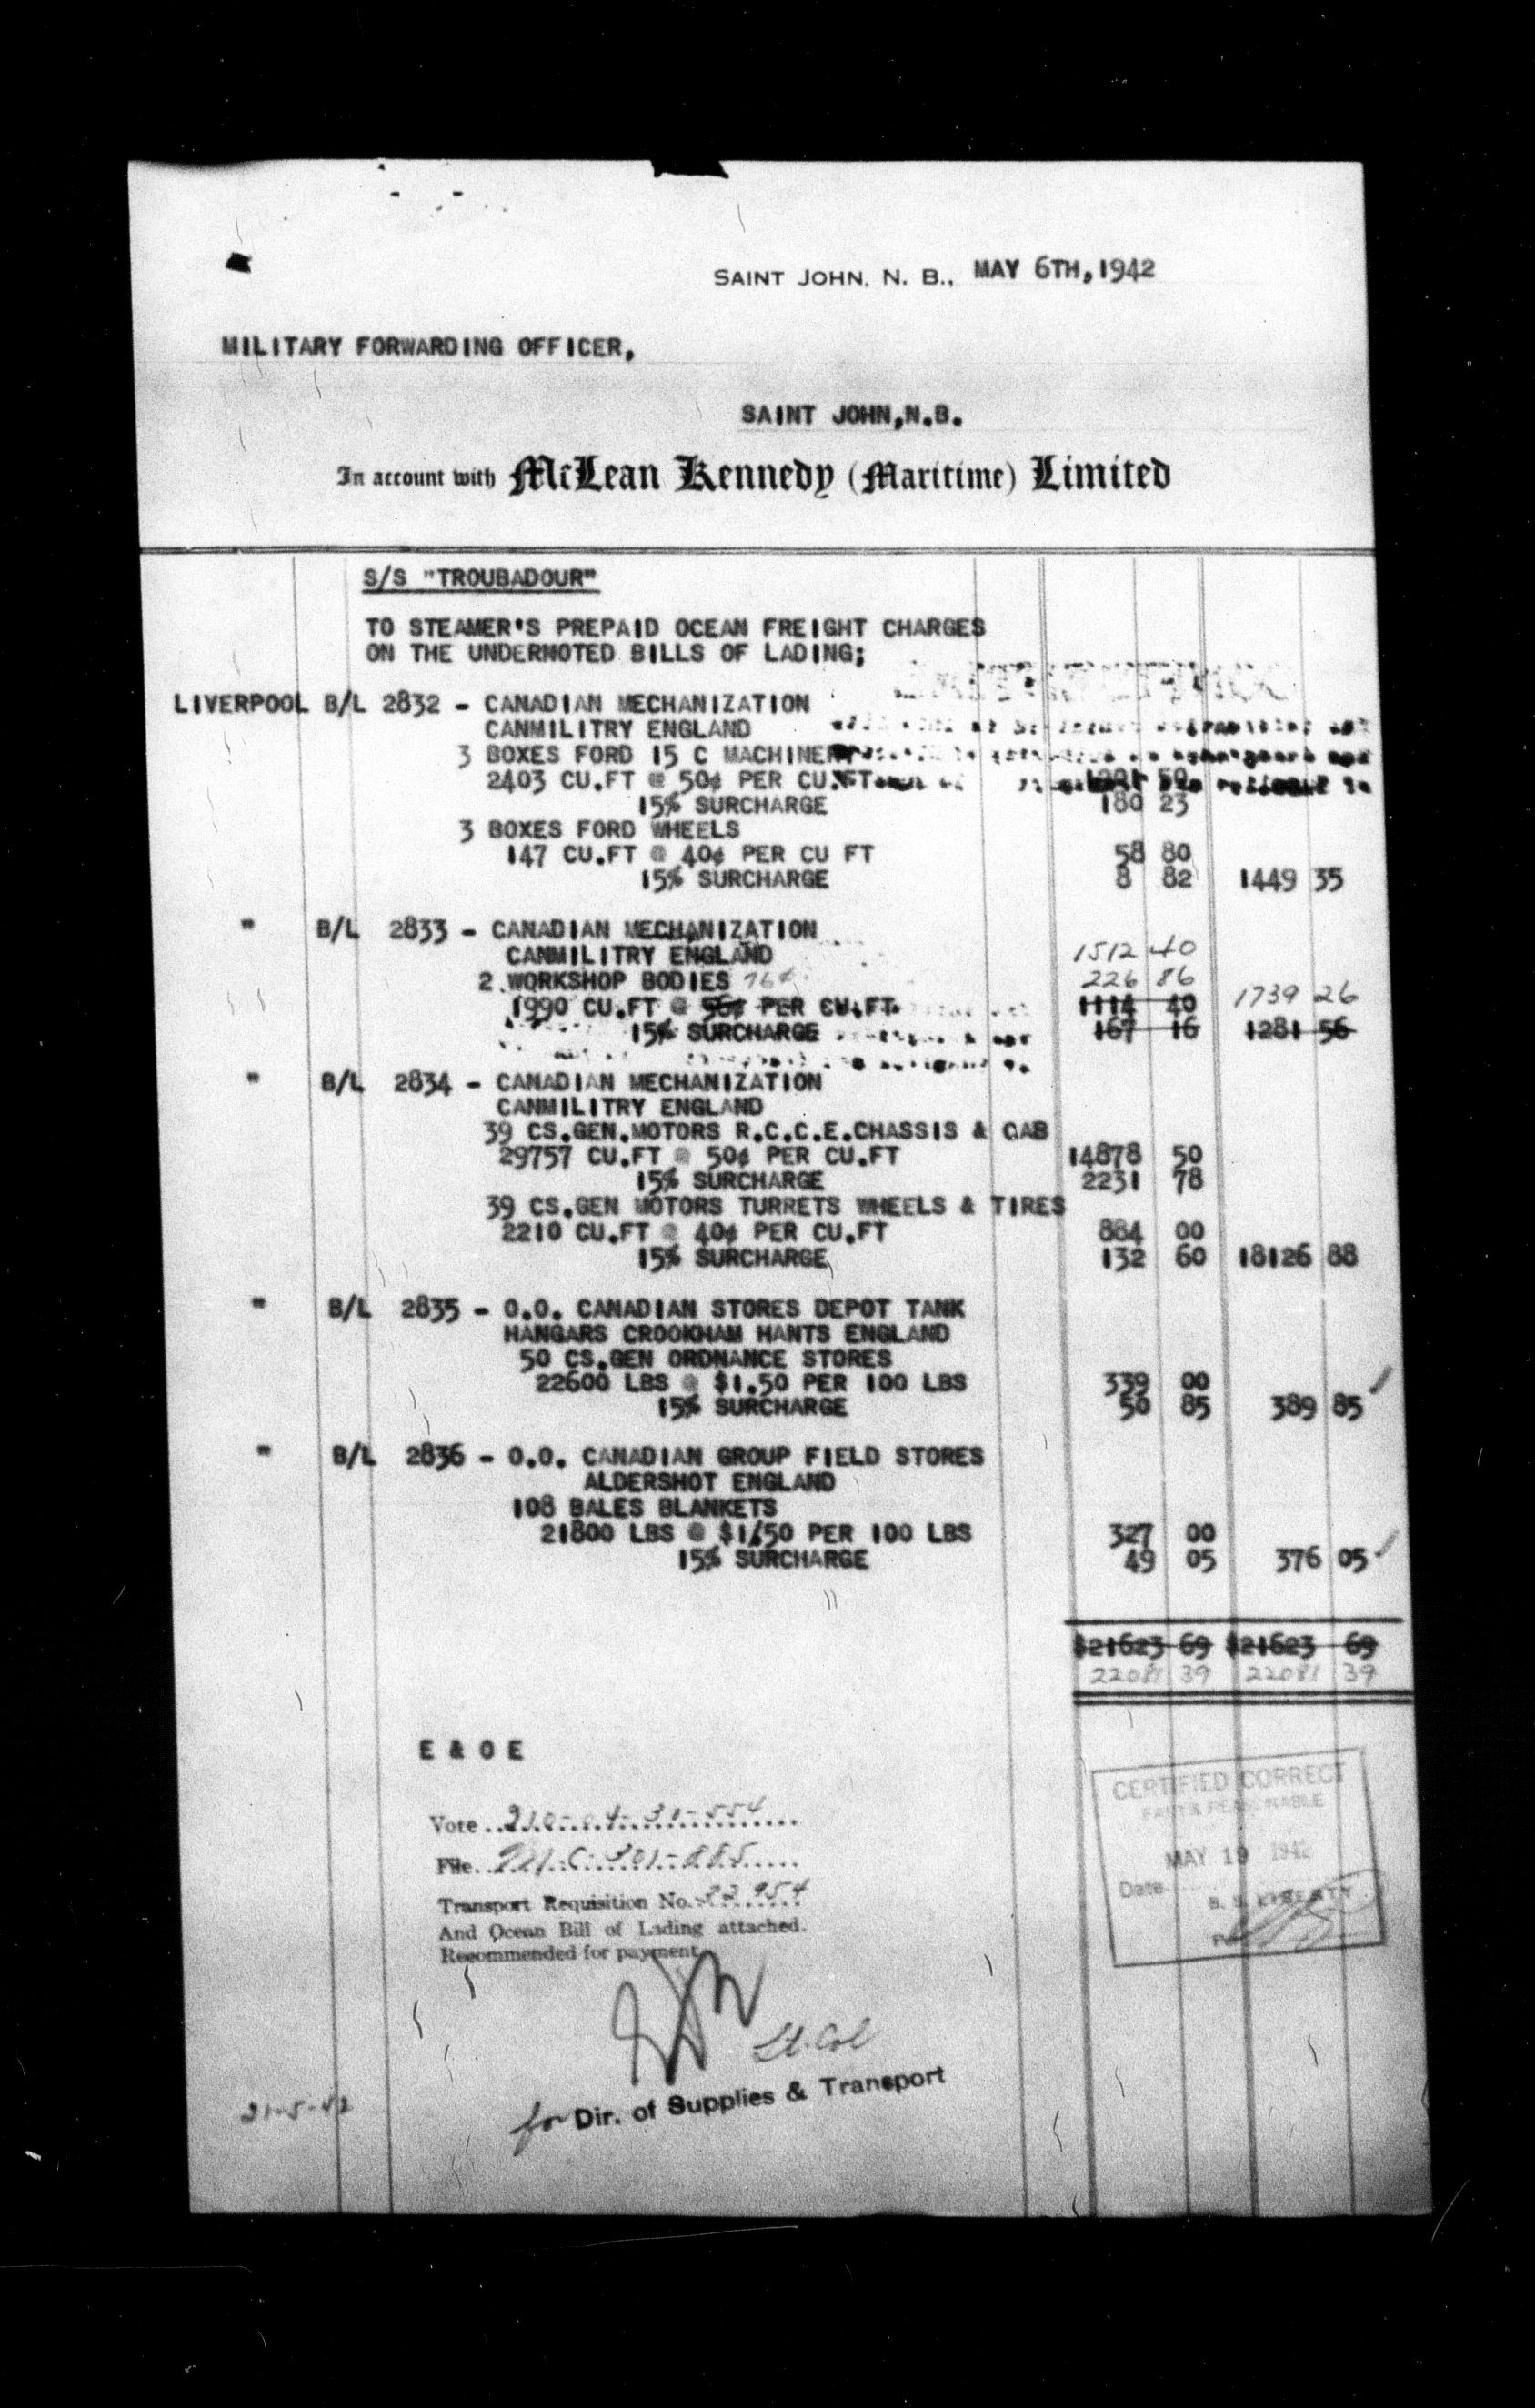 SAINT JOHN, N. B., MAY 6TH,1942
MILITARY FORWARDING OFFICER,
SAINT JOHN,N.B.
In account with McLean Kennedy (Maritime) Limited
S/S "TROUBADOUR"
TO STEAMER'S PREPAID OCEAN FREIGHT CHARGES
ON THE UNDERNOTED BILLS OF LADING;
LIVERPOOL B/L 2832 - CANADIAN MECHANIZATION
CANMILITRY ENGLAND
3 BOXES FORD 15 C MACHINERY
2403 CU.FT @ 50¢ PER CU.FT 1201 50
15% SURCHARGE 180 23
3 BOXES FORD WHEELS
147 CU.FT @ 40¢ PER CU FT 58 80
15% SURCHARGE 8 82 1449 35
" B/L 2833 - CANADIAN MECHANIZATION
CANMILITRY ENGLAND 1512 40
2 WORKSHOP BODIES 76¢ 226 86 1739 26
1990 CU.FT @ 56¢ PER CU.FT 1114 40
15% SURCHARGE 167 16 1281 56
" B/L 2834 - CANADIAN MECHANIZATION
CANMILITRY ENGLAND
39 CS.GEN.MOTORS R.C.C.E.CHASSIS & CAB
29757 CU.FT @ 50¢ PER CU.FT 14878 50
15% SURCHARGE 2231 78
39 CS.GEN MOTORS TURRETS WHEELS & TIRES
2210 CU.FT @ 40¢ PER CU.FT 884 00
15% SURCHARGE 132 60 18126 88
" B/L 2835 - O.O. CANADIAN STORES DEPOT TANK
HANGARS CROOKHAM HANTS ENGLAND
50 CS.GEN ORDNANCE STORES
22600 LBS @ $1.50 PER 100 LBS 339 00
15% SURCHARGE 50 85 389 85
" B/L 2836 - O.O. CANADIAN GROUP FIELD STORES
ALDERSHOT ENGLAND
108 BALES BLANKETS
21800 LBS @ $1/50 PER 100 LBS 327 00
15% SURCHARGE 49 05 376 05
$21623 69 $21623 69
22081 39 22081 39
E & O E
CERTIFIED CORRECT
FAIR & REASONABLE
MAY 19 1942
Date
B. S. LIBERTY
Per
Vote
File
Transport Requisition No. 22954
And Ocean Bill of Lading attached.
Recommended for payment
Lt. Col
for Dir. of Supplies & Transport
21-5-42